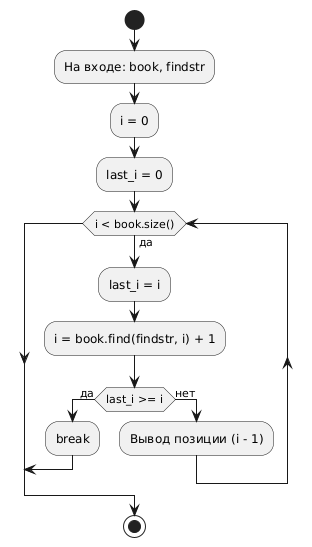 На входе: book, findstr
i = 0
last_i = 0
i < book.size()
да
last_i = i
i = book.find(findstr, i) + 1
да
last_i >= i
нет
break
Вывод позиции (i - 1)